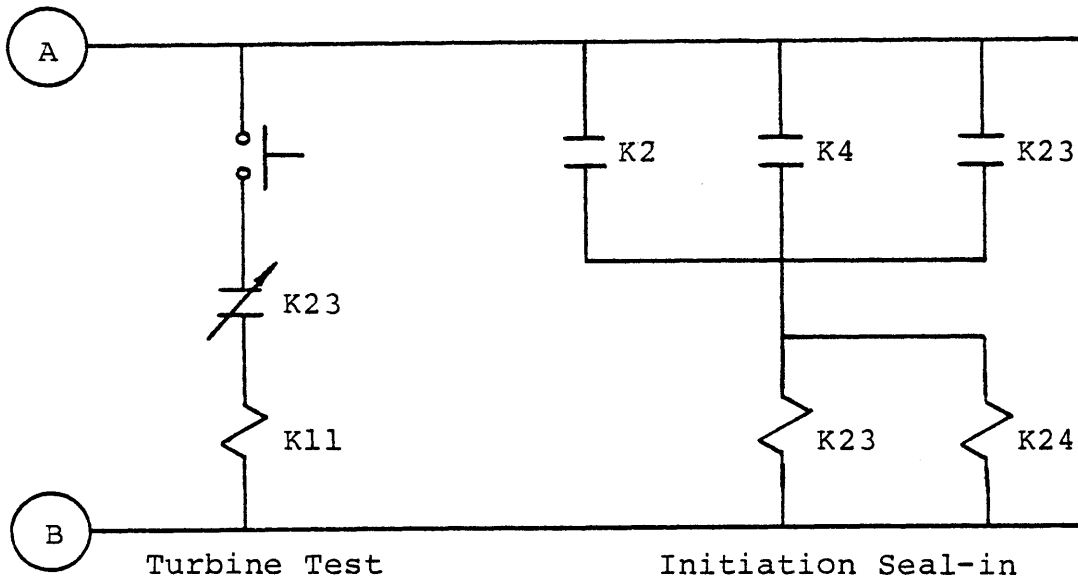 A
K2
K4
K23
K23
K11
K23
K24
B
Turbine Test
Initiation Seal-in